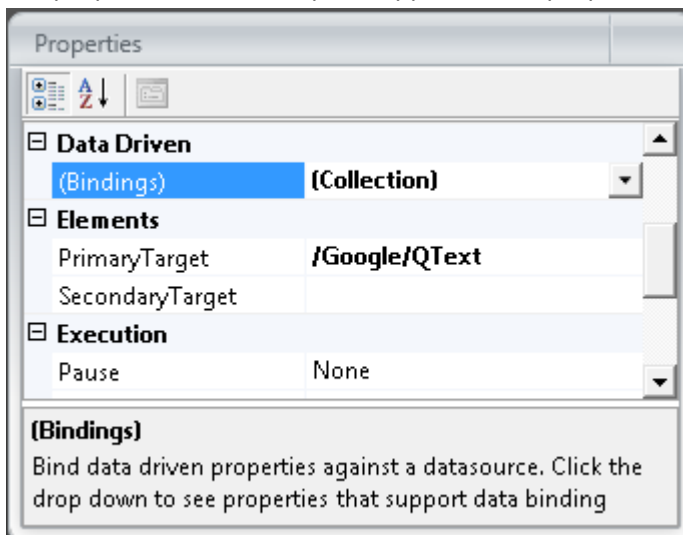 Properties
A
Z
Data Driven
(Bindings) (Collection)
Elements
PrimaryTarget /Google/QText
SecondaryTarget
Execution
Pause None
(Bindings)
Bind data driven properties against a datasource. Click the
drop down to see properties that support data binding